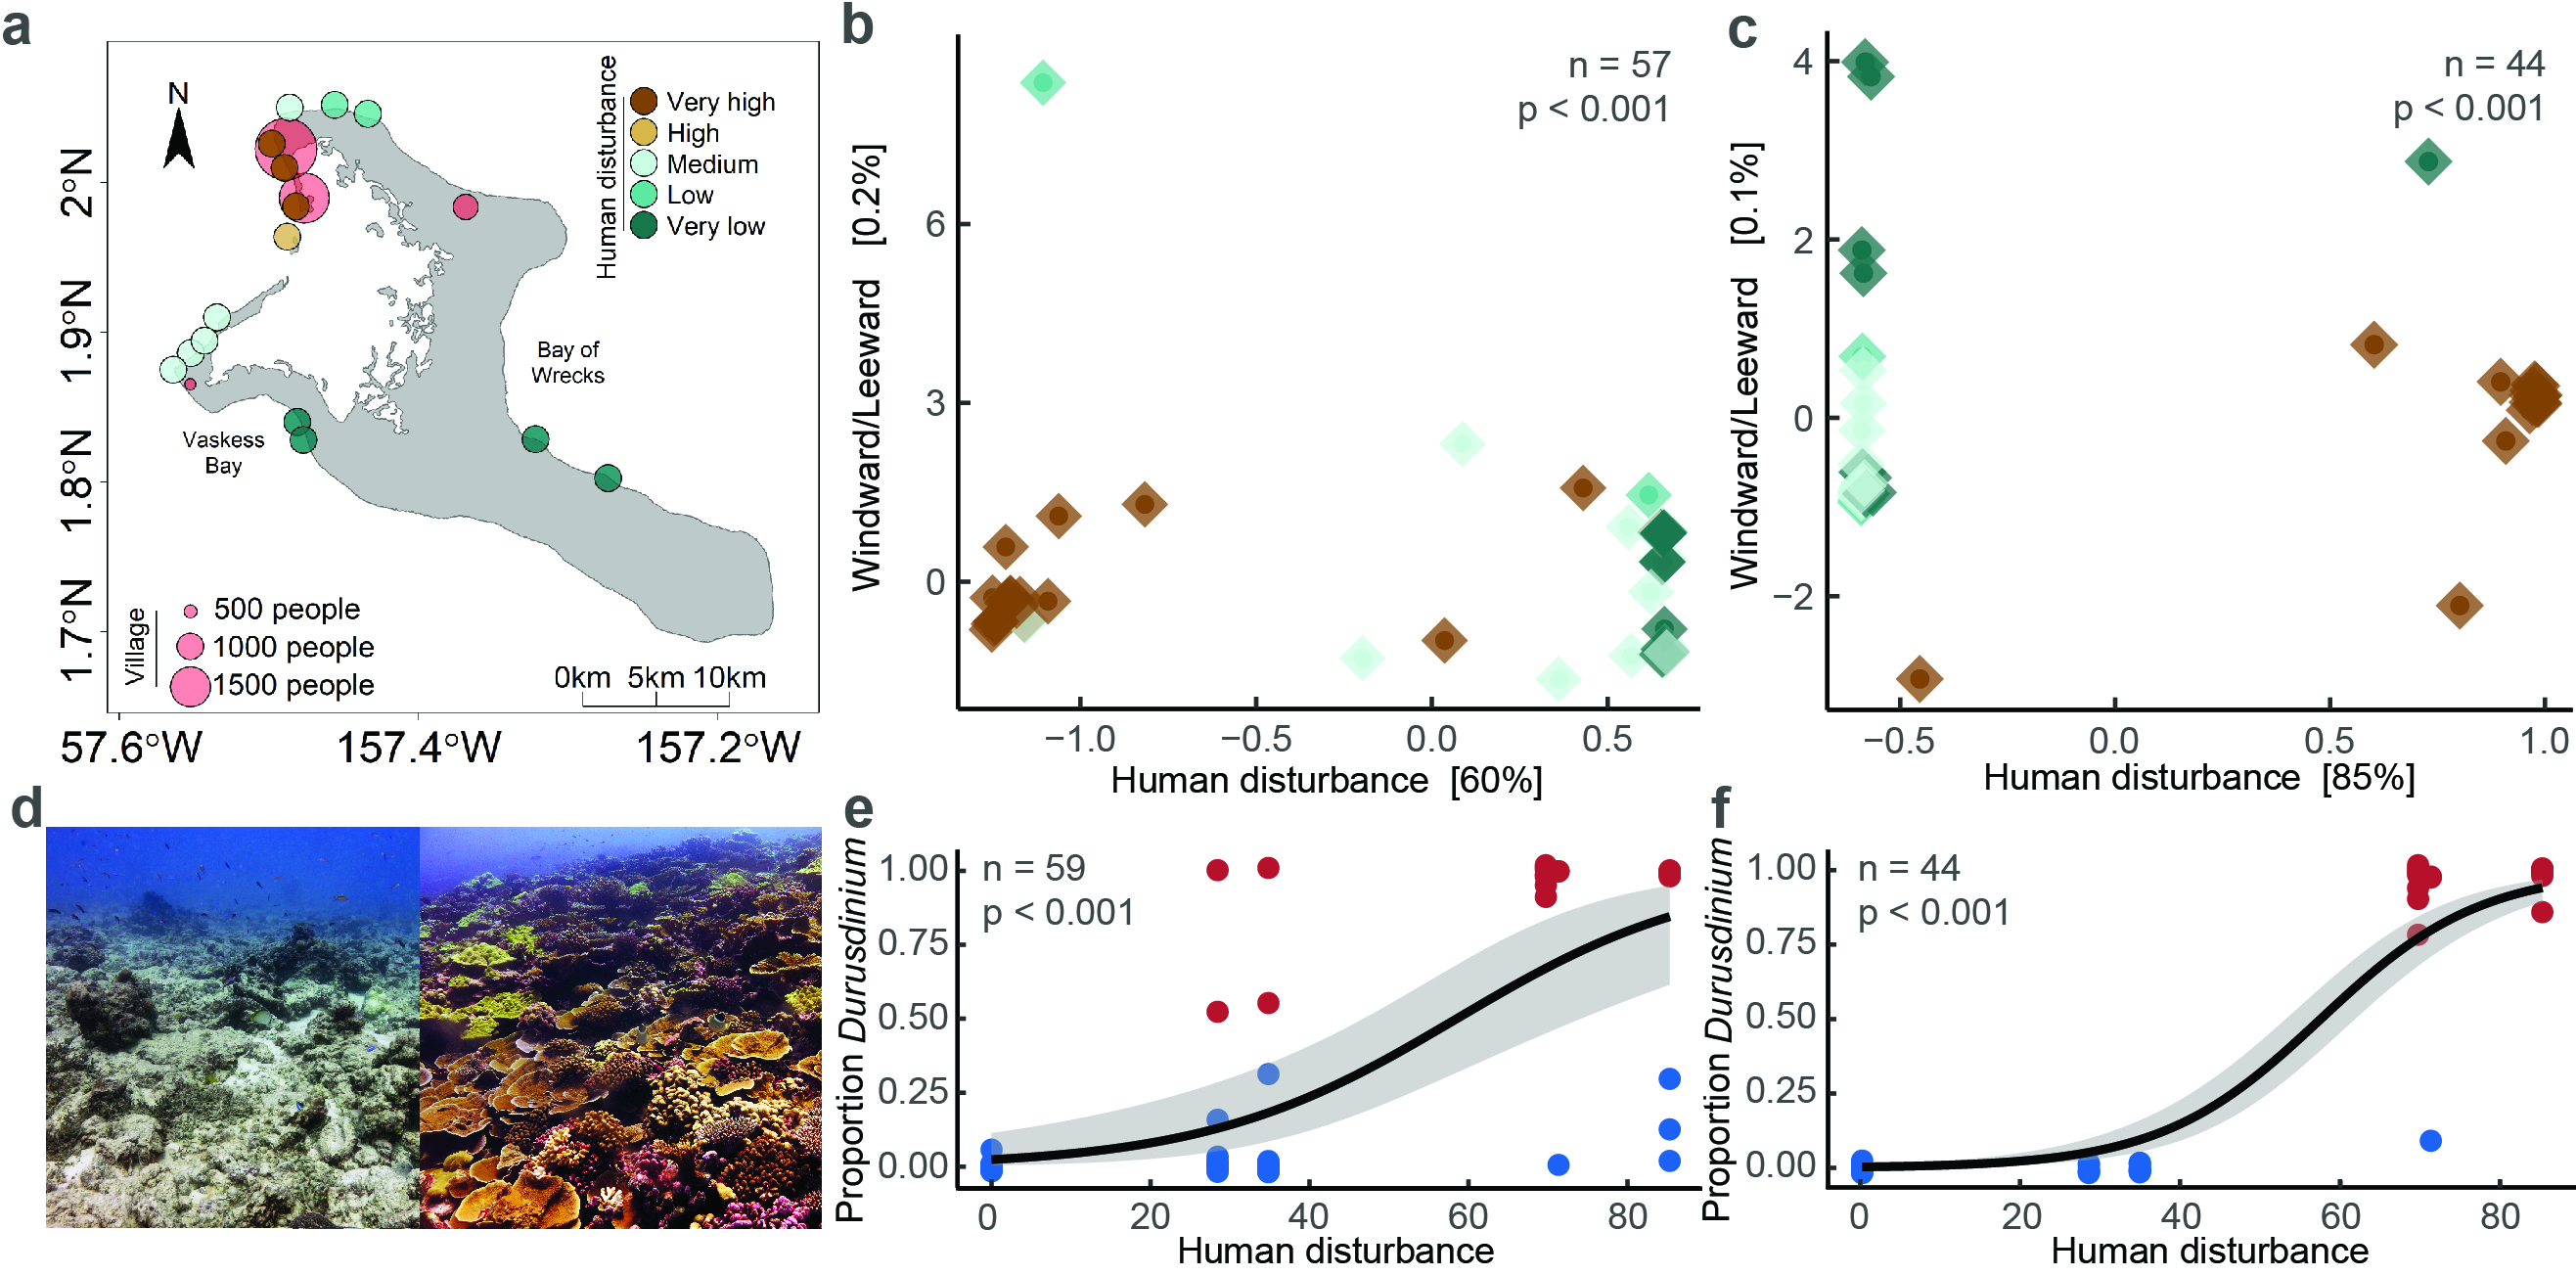 a
N
Human disturbance
Very high
High
Medium
Low
Very low
2°N
1.9°N
1.8°N
1.7°N
Bay of
Wrecks
Vaskess
Bay
Village
500 people
1000 people
1500 people
0km 5km 10km
57.6°W 157.4°W 157.2°W
b
n = 57
p < 0.001
Windward/Leeward [0.2%]
6
3
0
−1.0 −0.5 0.0 0.5
Human disturbance [60%]
c
n = 44
p < 0.001
Windward/Leeward [0.1%]
4
2
0
−2
−0.5 0.0 0.5 1.0
Human disturbance [85%]
d
e
n = 59
p < 0.001
Proportion Durusdinium
1.00
0.75
0.50
0.25
0.00
0 20 40 60 80
Human disturbance
f
n = 44
p < 0.001
Proportion Durusdinium
1.00
0.75
0.50
0.25
0.00
0 20 40 60 80
Human disturbance